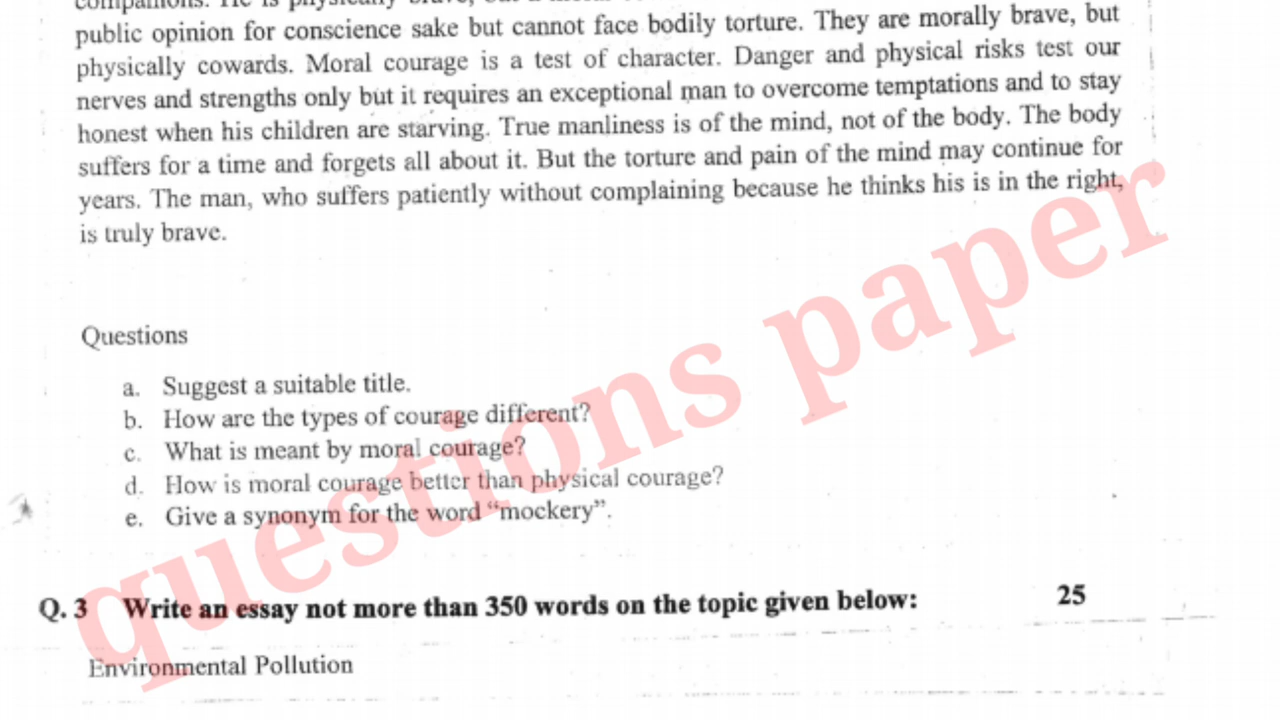 public opinion for conscience sake but cannot face bodily torture. They are morally brave, but
physically cowards. Moral courage is a test of character. Danger and physical risks test our
nerves and strengths only but it requires an exceptional man to overcome temptations and to stay
honest when his children are starving. True manliness is of the mind, not of the body. The body
suffers for a time and forgets all about it. But the torture and pain of the mind may continue for
years. The man, who suffers patiently without complaining because he thinks his is in the right,
is truly brave.
Questions
a. Suggest a suitable title.
b. How are the types of courage different?
c. What is meant by moral courage?
d. How is moral courage better than physical courage?
e. Give a synonym for the word “mockery”.
Q. 3 Write an essay not more than 350 words on the topic given below: 25
Environmental Pollution
questions paper